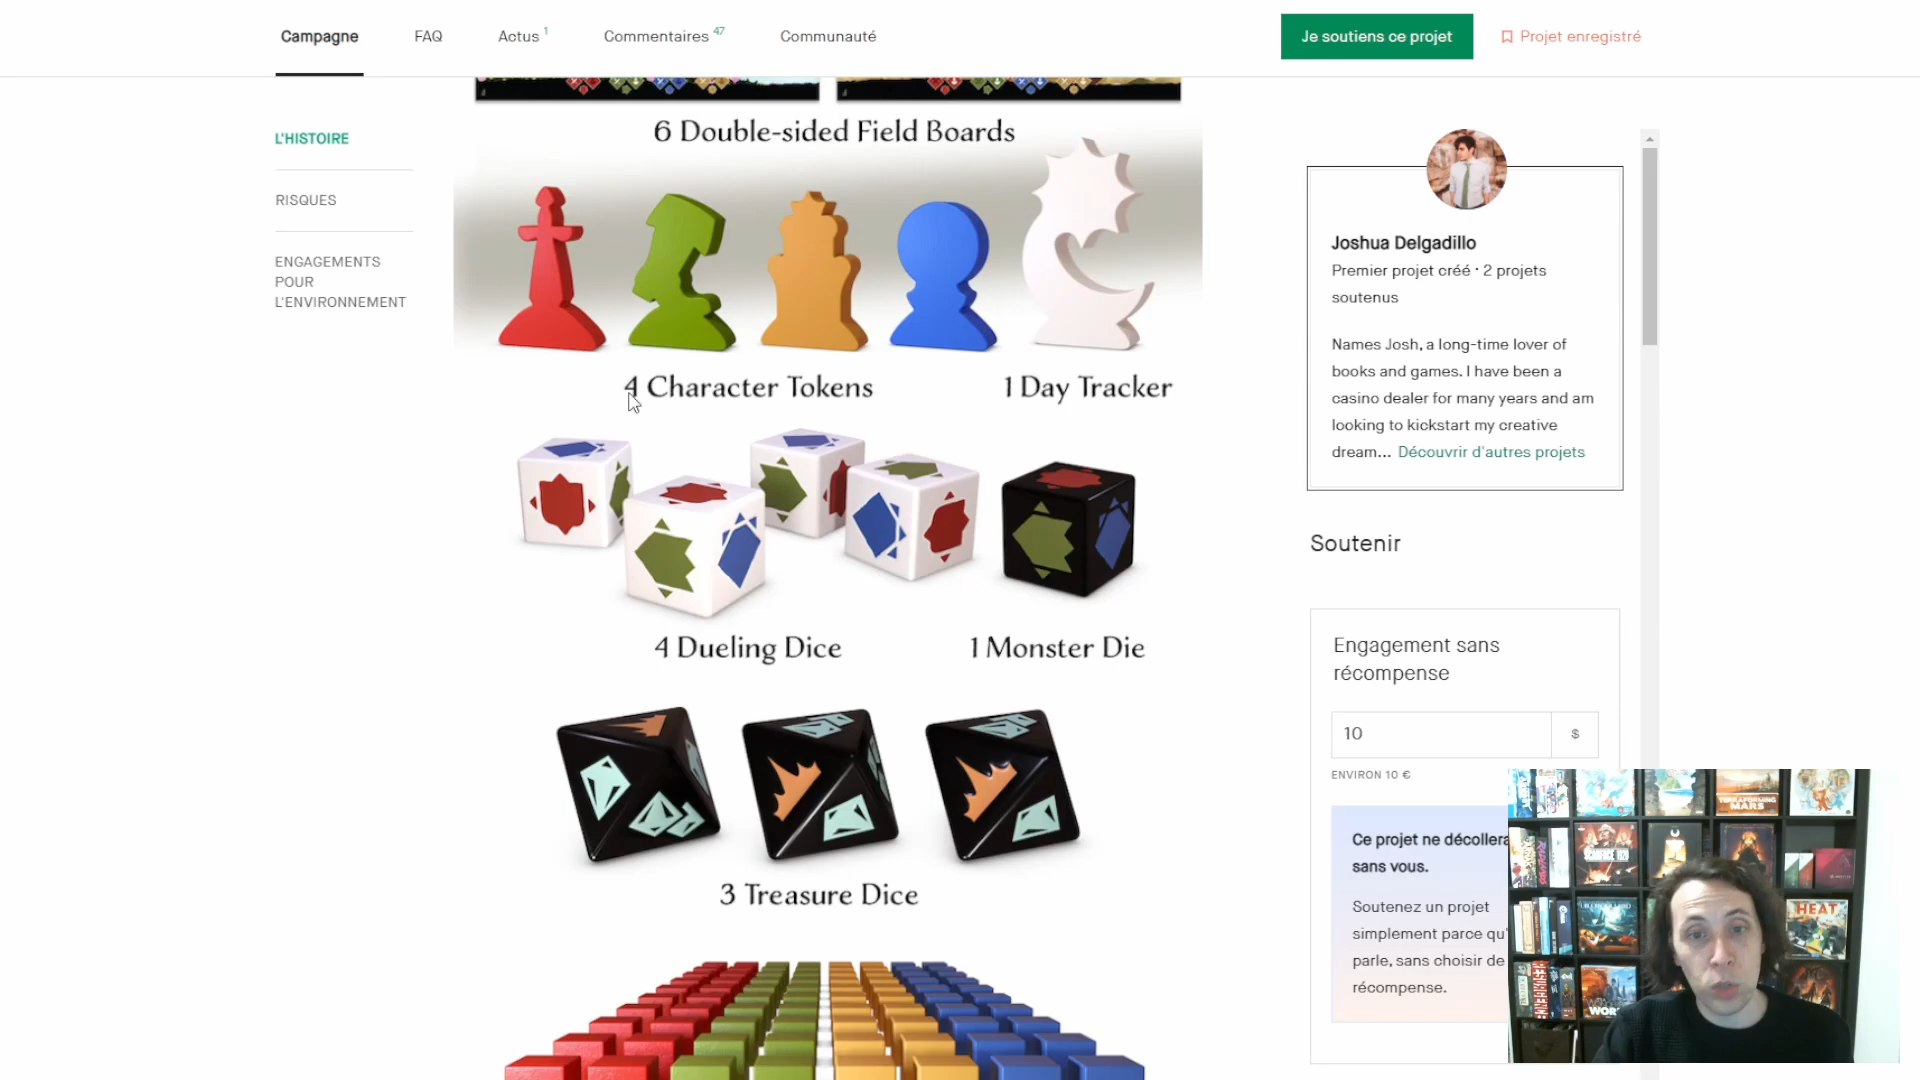 Campagne
FAQ
Actus 1
Commentaires 47
Communauté
Je soutiens ce projet
Projet enregistré
L'HISTOIRE
RISQUES
ENGAGEMENTS
POUR
L'ENVIRONNEMENT
6 Double-sided Field Boards
4 Character Tokens
1 Day Tracker
4 Dueling Dice
1 Monster Die
3 Treasure Dice
Joshua Delgadillo
Premier projet créé · 2 projets
soutenus
Names Josh, a long-time lover of
books and games. I have been a
casino dealer for many years and am
looking to kickstart my creative
dream... Découvrir d'autres projets
Soutenir
Engagement sans
récompense
10 $
ENVIRON 10 €
Ce projet ne décollera
sans vous.
Soutenez un projet
simplement parce qu'
parle, sans choisir de
récompense.
TERRAFORMING
MARS
HEAT